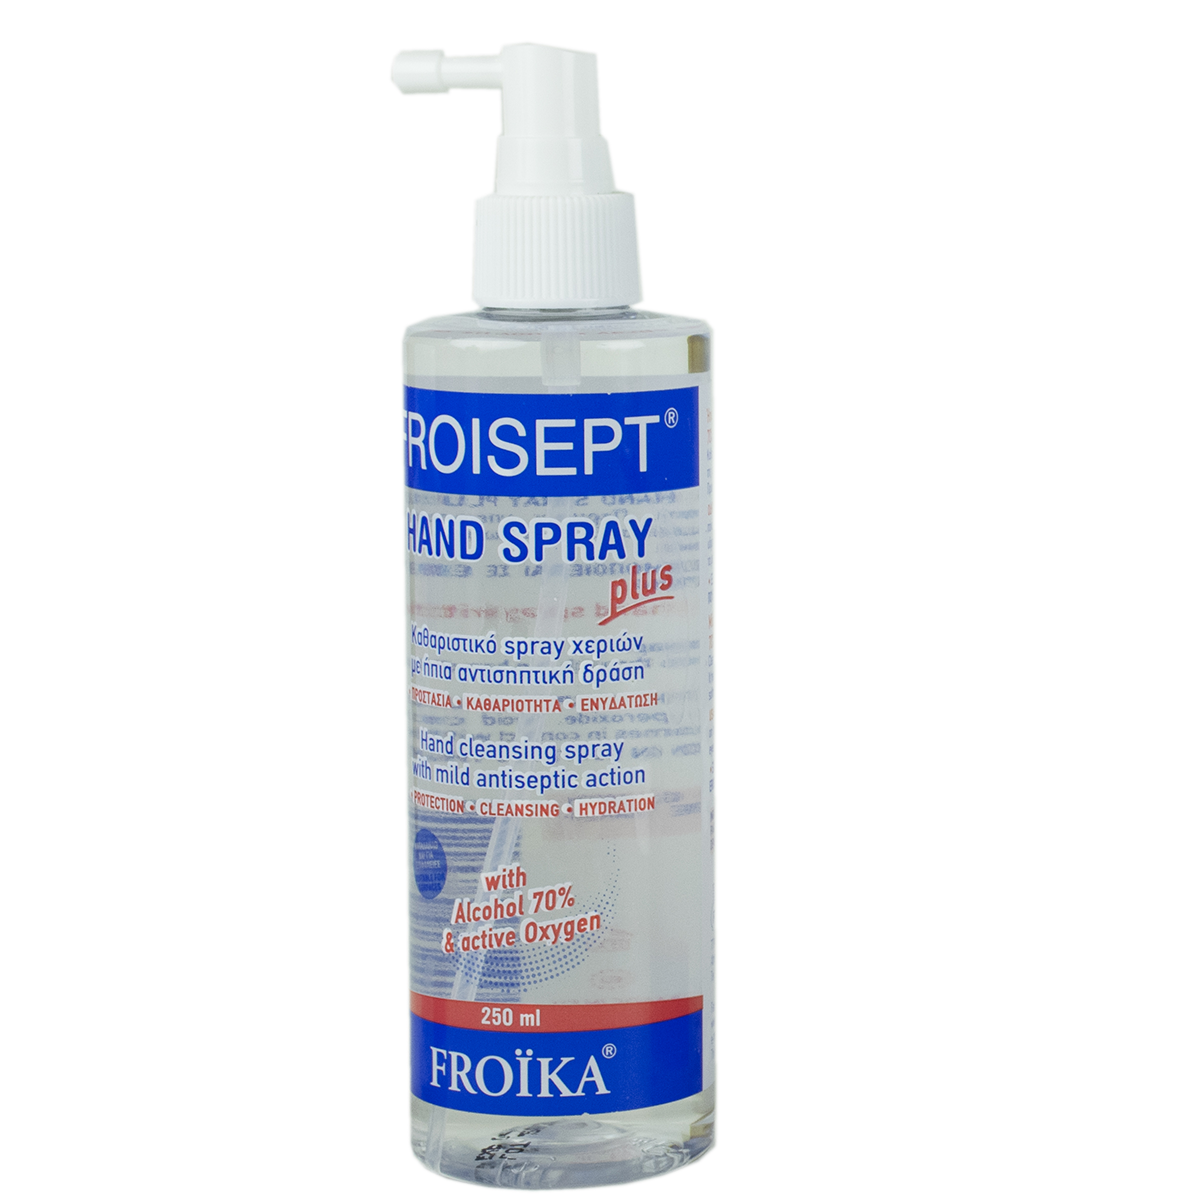 FROISEPT®
HAND SPRAY
plus
Καθαριστικό spray χεριών
με ήπια αντισηπτική δράση
• ΠΡΟΣΤΑΣΙΑ • ΚΑΘΑΡΙΟΤΗΤΑ • ΕΝΥΔΑΤΩΣΗ
Hand cleansing spray
with mild antiseptic action
• PROTECTION • CLEANSING • HYDRATION
with
Alcohol 70%
& active Oxygen
250 ml
FROÏKA®